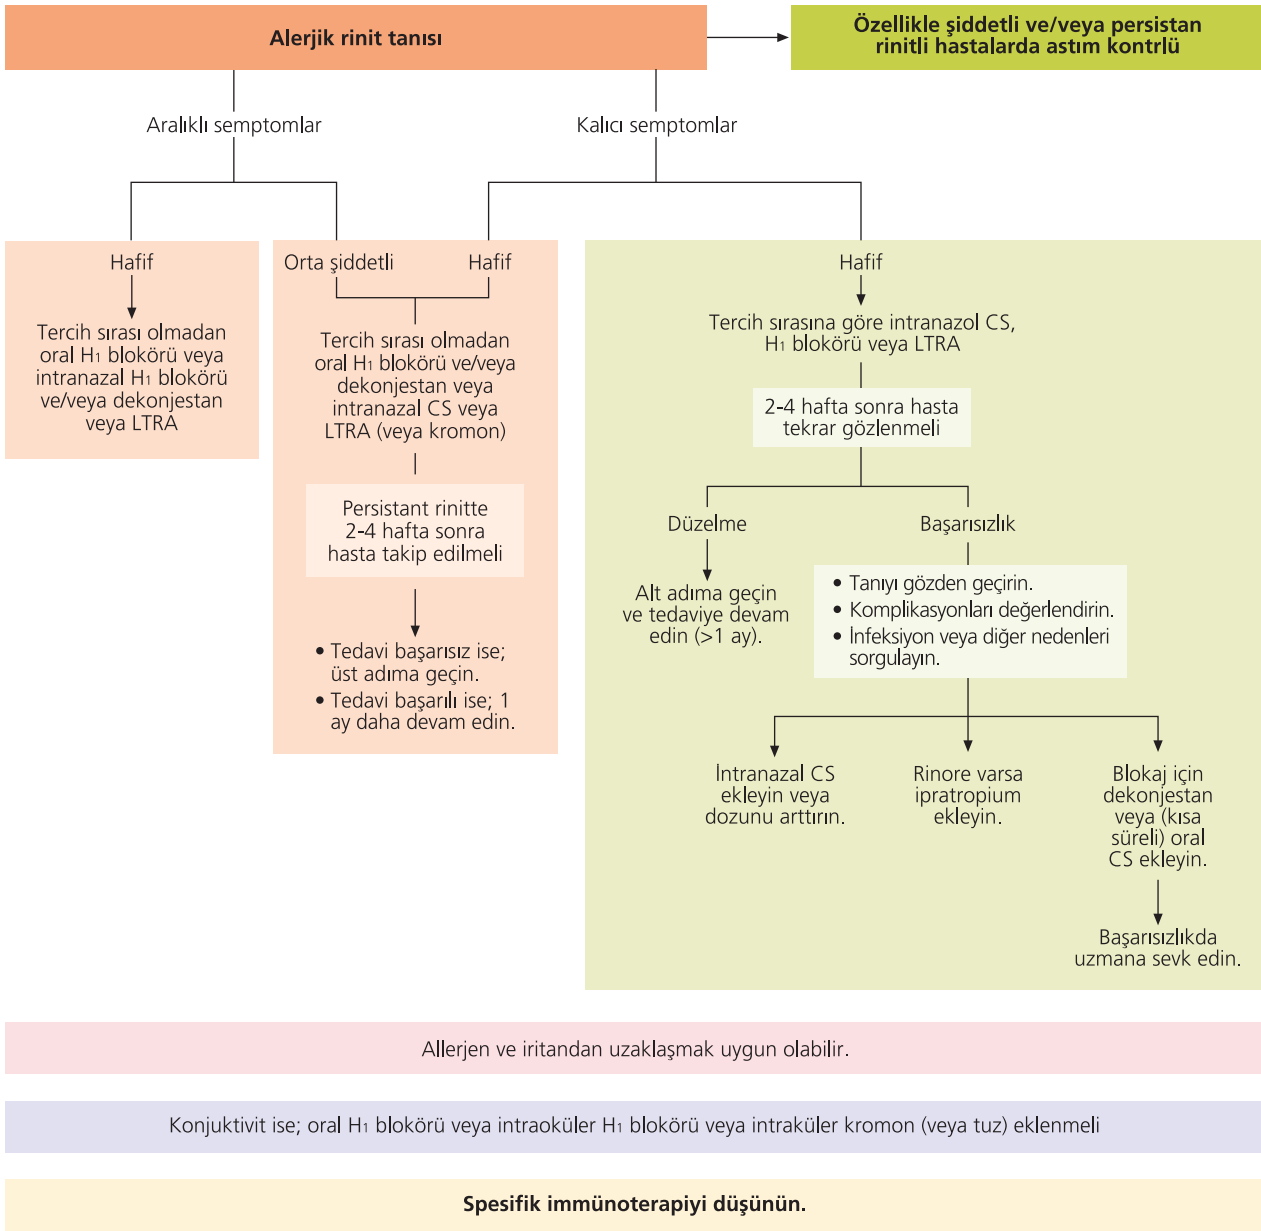 Alerjik rinit tanısı
Özellikle şiddetli ve/veya persistan
rinitli hastalarda astım kontrlü
Aralıklı semptomlar
Kalıcı semptomlar
Hafif
Tercih sırası olmadan
oral H1 blokörü veya
intranazal H1 blokörü
ve/veya dekonjestan
veya LTRA
Orta şiddetli
Hafif
Tercih sırası olmadan
oral H1 blokörü ve/veya
dekonjestan veya
intranazal CS veya
LTRA (veya kromon)
Persistant rinitte
2-4 hafta sonra
hasta takip edilmeli
• Tedavi başarısız ise;
üst adıma geçin.
• Tedavi başarılı ise; 1
ay daha devam edin.
Hafif
Tercih sırasına göre intranazol CS,
H1 blokörü veya LTRA
2-4 hafta sonra hasta
tekrar gözlenmeli
Düzelme
Alt adıma geçin
ve tedaviye devam
edin (>1 ay).
Başarısızlık
• Tanıyı gözden geçirin.
• Komplikasyonları değerlendirin.
• İnfeksiyon veya diğer nedenleri
sorgulayın.
İntranazal CS
ekleyin veya
dozunu arttırın.
Rinore varsa
ipratropium
ekleyin.
Blokaj için
dekonjestan
veya (kısa
süreli) oral
CS ekleyin.
Başarısızlıkda
uzmana sevk edin.
Allerjen ve iritandan uzaklaşmak uygun olabilir.
Konjuktivit ise; oral H1 blokörü veya intraoküler H1 blokörü veya intraküler kromon (veya tuz) eklenmeli
Spesifik immünoterapiyi düşünün.